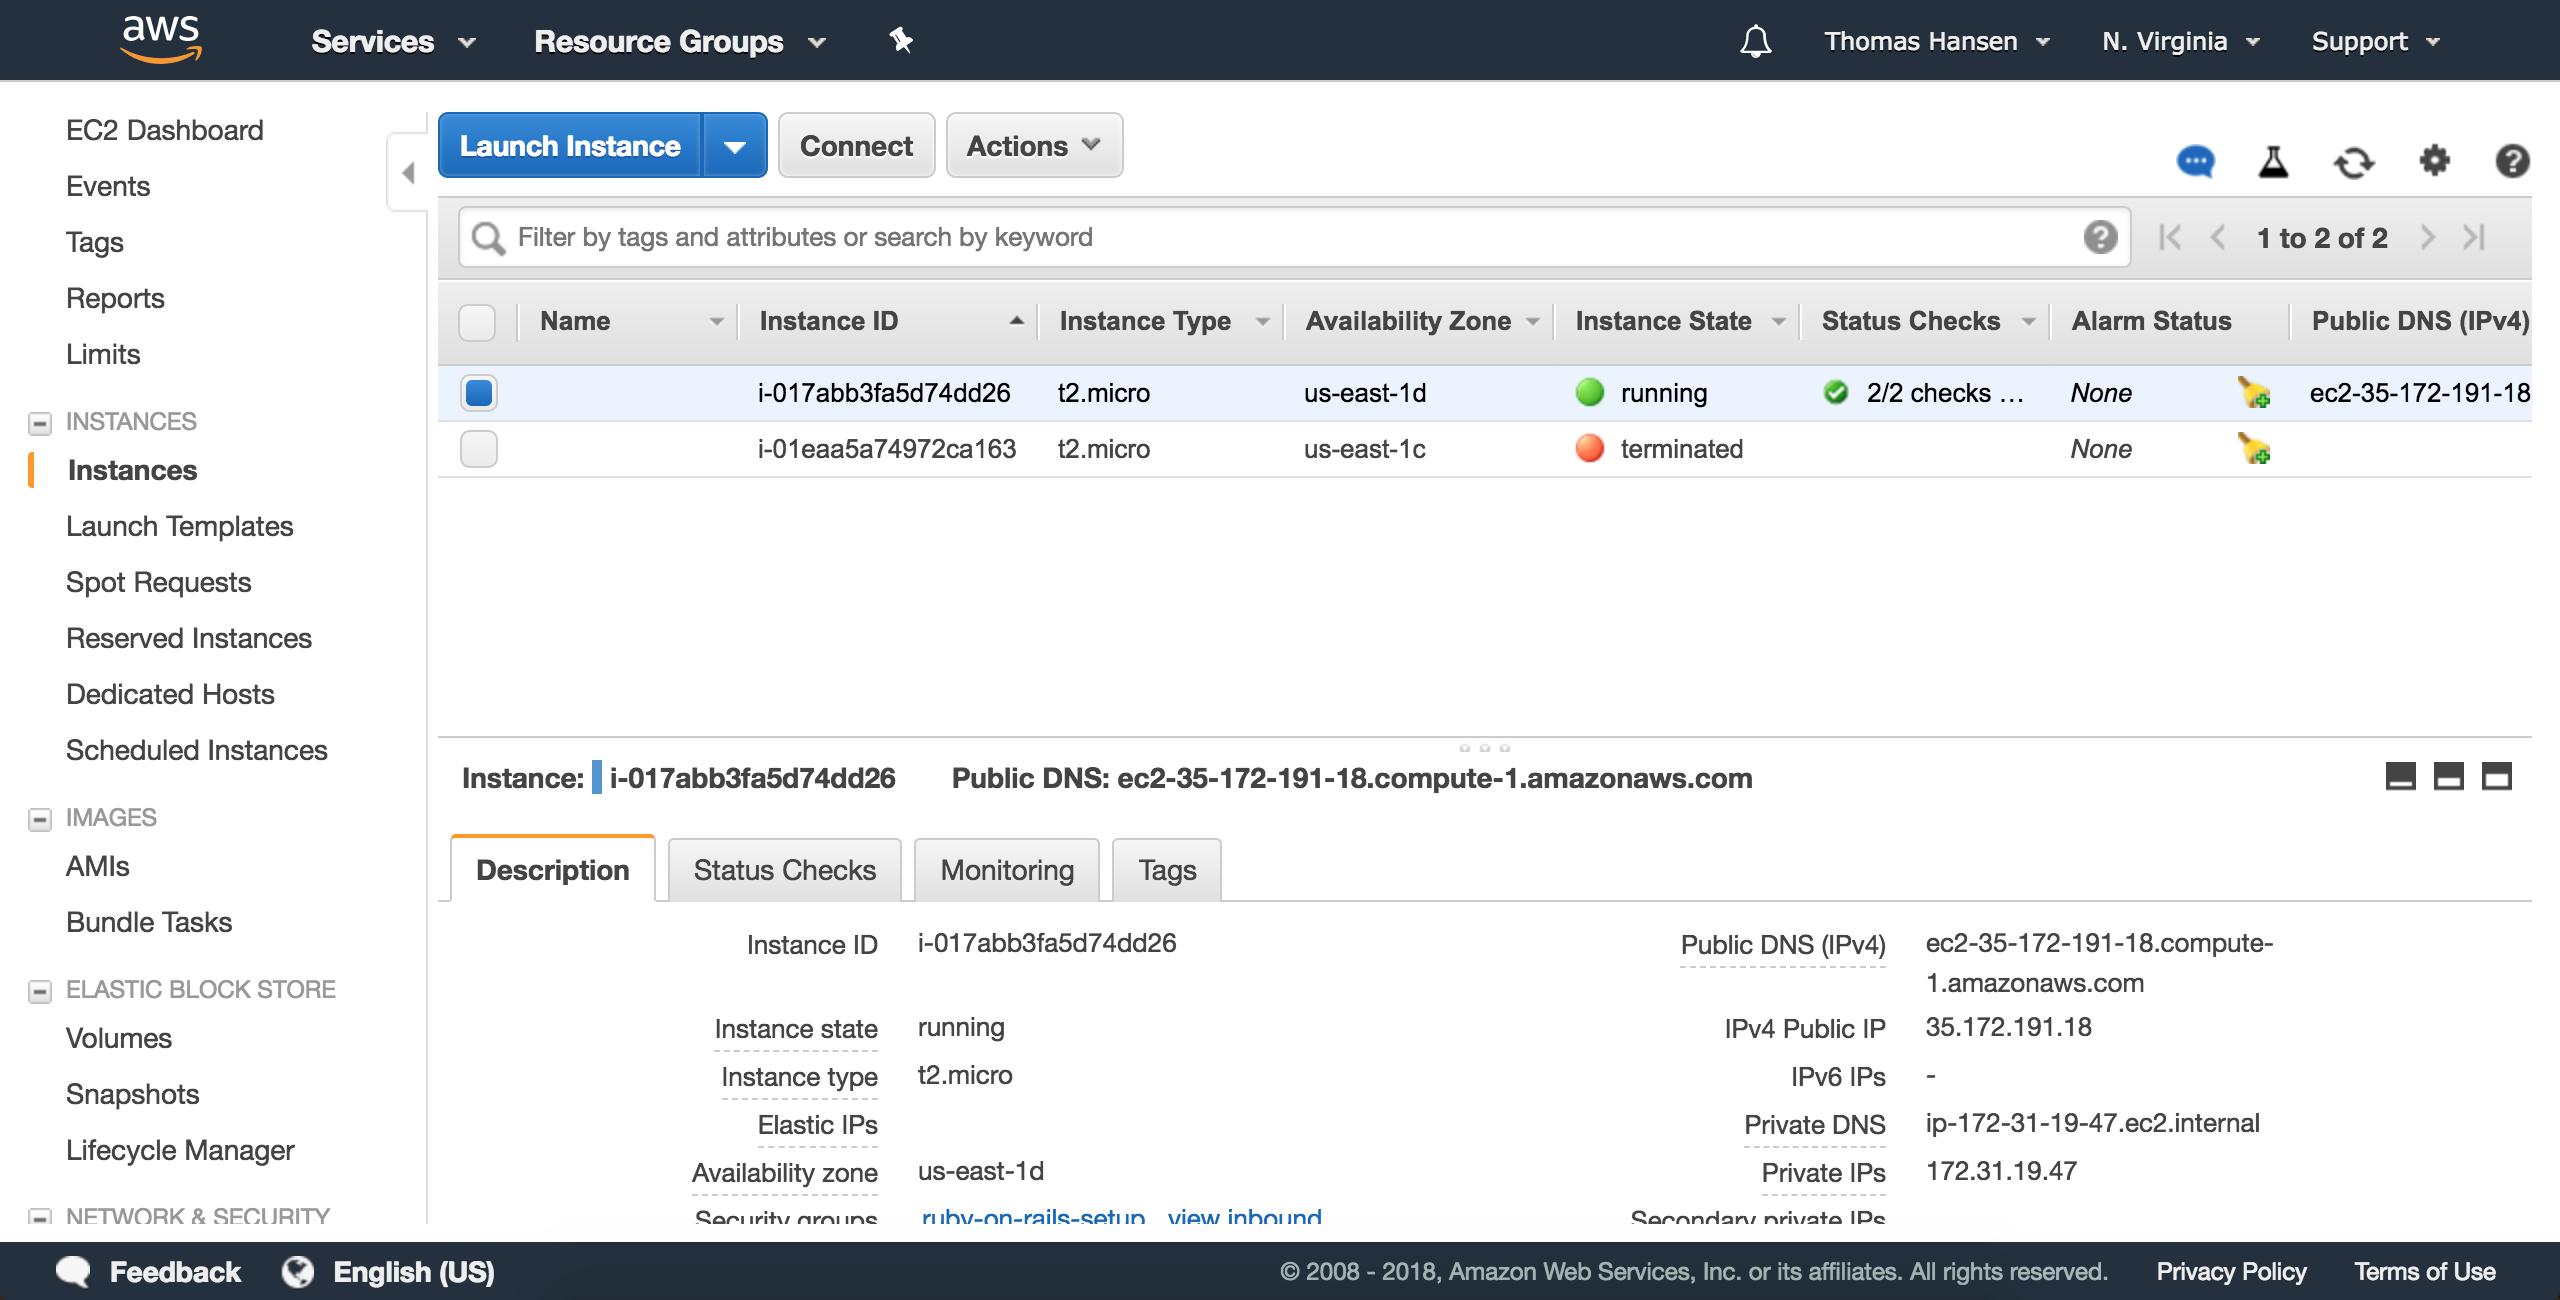 aws
Services
Resource Groups
Thomas Hansen
N. Virginia
Support
EC2 Dashboard
Events
Tags
Reports
Limits
INSTANCES
Instances
Launch Templates
Spot Requests
Reserved Instances
Dedicated Hosts
Scheduled Instances
IMAGES
AMIs
Bundle Tasks
ELASTIC BLOCK STORE
Volumes
Snapshots
Lifecycle Manager
NETWORK & SECURITY
Launch Instance
Connect
Actions
Filter by tags and attributes or search by keyword
1 to 2 of 2
Name Instance ID Instance Type Availability Zone Instance State Status Checks Alarm Status Public DNS (IPv4)
i-017abb3fa5d74dd26 t2.micro us-east-1d running 2/2 checks … None ec2-35-172-191-18
i-01eaa5a74972ca163 t2.micro us-east-1c terminated None
Instance: i-017abb3fa5d74dd26 Public DNS: ec2-35-172-191-18.compute-1.amazonaws.com
Description
Status Checks
Monitoring
Tags
Instance ID i-017abb3fa5d74dd26
Instance state running
Instance type t2.micro
Elastic IPs
Availability zone us-east-1d
Security groups ruby-on-rails-setup view inbound
Public DNS (IPv4) ec2-35-172-191-18.compute-
1.amazonaws.com
IPv4 Public IP 35.172.191.18
IPv6 IPs -
Private DNS ip-172-31-19-47.ec2.internal
Private IPs 172.31.19.47
Secondary private IPs
Feedback
English (US)
© 2008 - 2018, Amazon Web Services, Inc. or its affiliates. All rights reserved.
Privacy Policy
Terms of Use